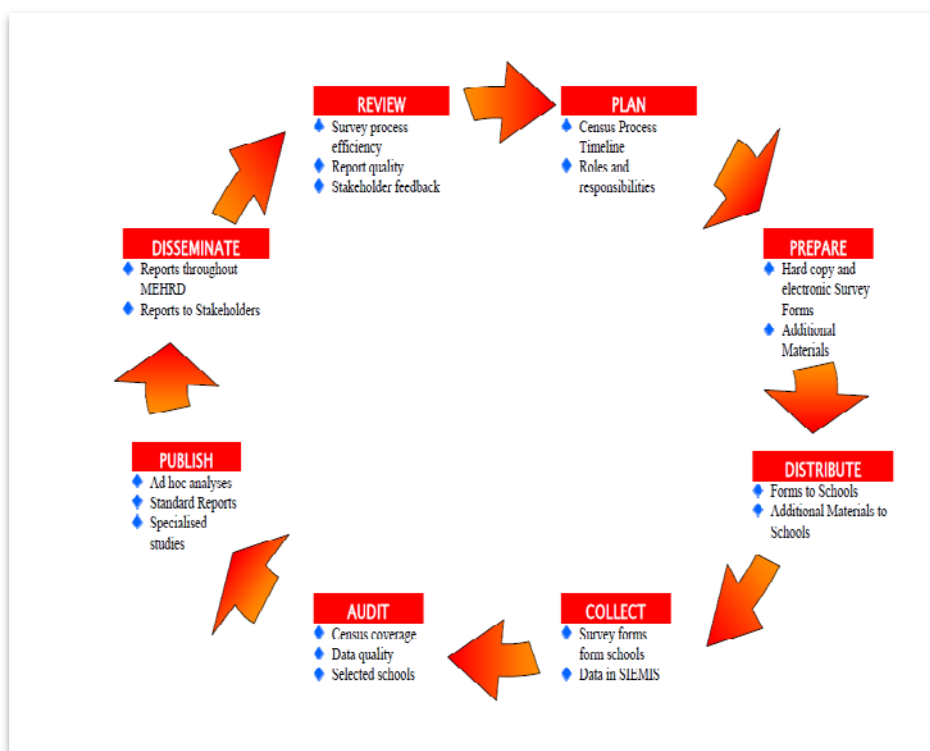 REVIEW
Survey process
efficiency
Report quality
Stakeholder feedback
PLAN
Census Process
Timeline
Roles and
responsibilities
PREPARE
Hard copy and
electronic Survey
Forms
Additional
Materials
DISTRIBUTE
Forms to Schools
Additional Materials to
Schools
COLLECT
Survey forms
form schools
Data in SIEMIS
AUDIT
Census coverage
Data quality
Selected schools
PUBLISH
Ad hoc analyses
Standard Reports
Specialised
studies
DISSEMINATE
Reports throughout
MEHRD
Reports to Stakeholders